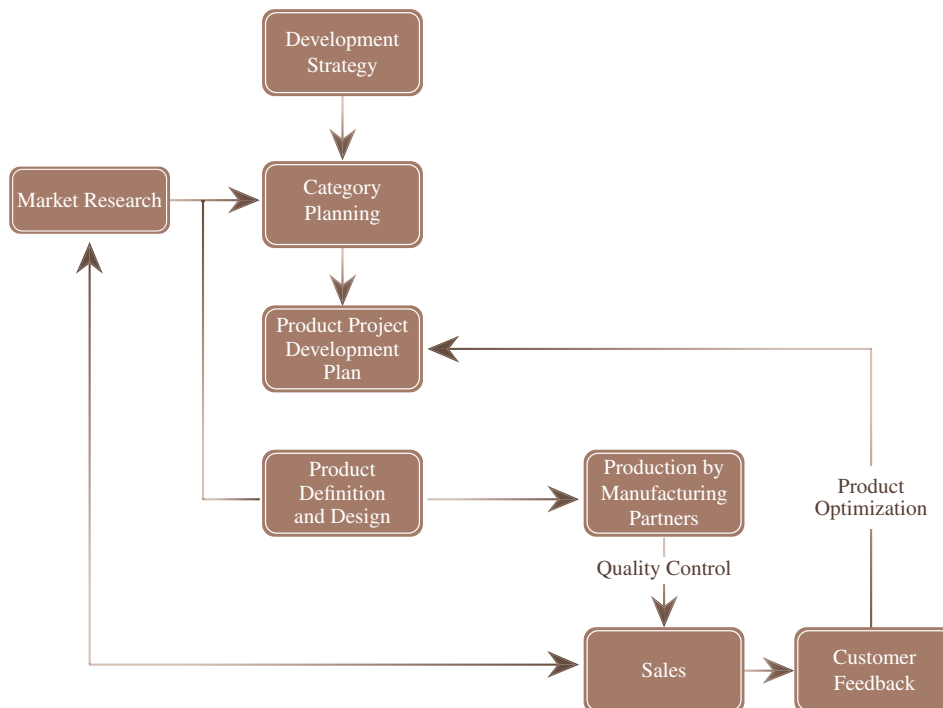 Development
Strategy
Market Research
Category
Planning
Product Project
Development
Plan
Product
Definition
and Design
Production by
Manufacturing
Partners
Product
Optimization
Quality Control
Sales
Customer
Feedback